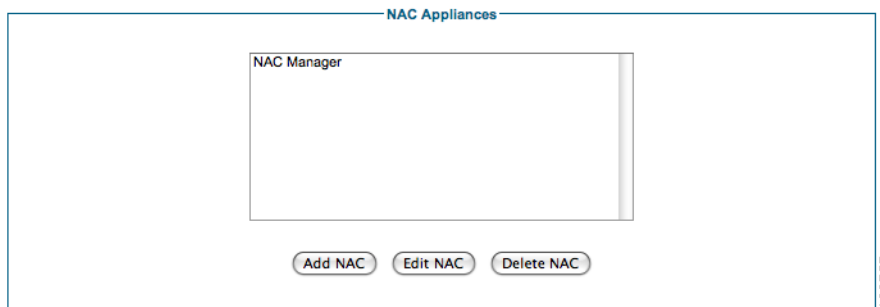 NAC Appliances
NAC Manager
Add NAC Edit NAC Delete NAC